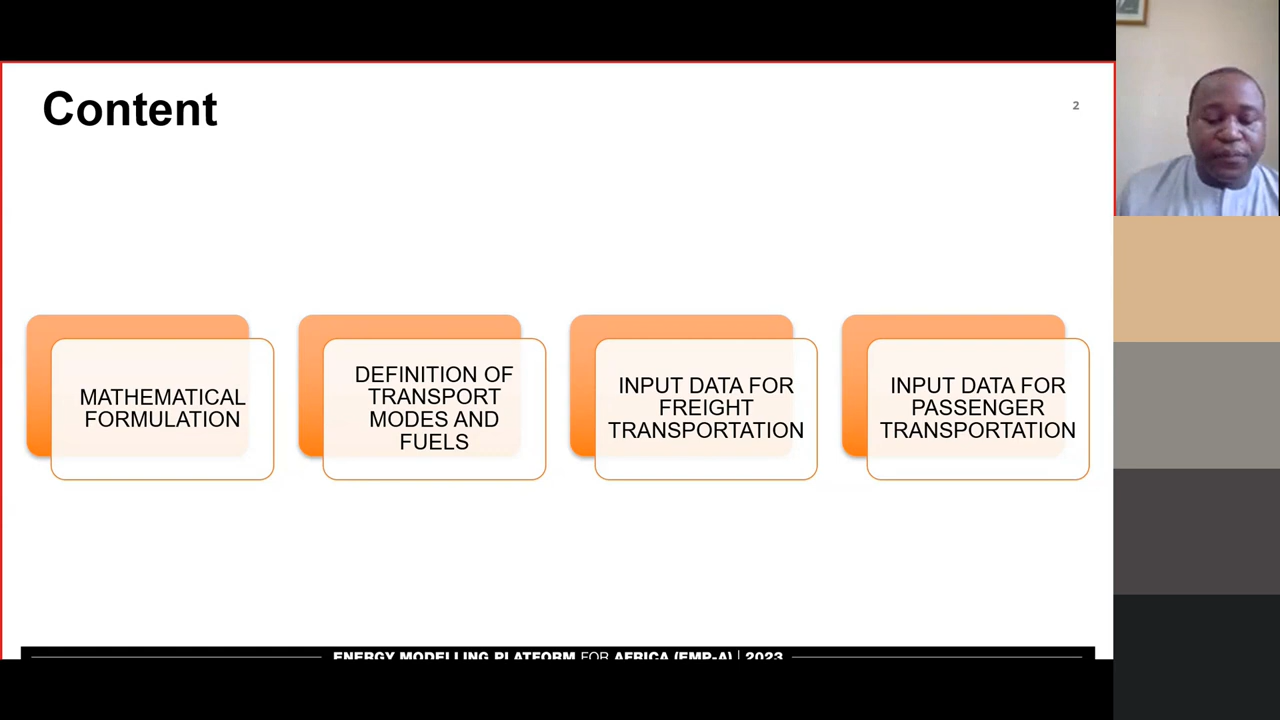 Content
2
MATHEMATICAL
FORMULATION
DEFINITION OF
TRANSPORT
MODES AND
FUELS
INPUT DATA FOR
FREIGHT
TRANSPORTATION
INPUT DATA FOR
PASSENGER
TRANSPORTATION
ENERGY MODELLING PLATFORM FOR AFRICA (EMP-A) | 2023